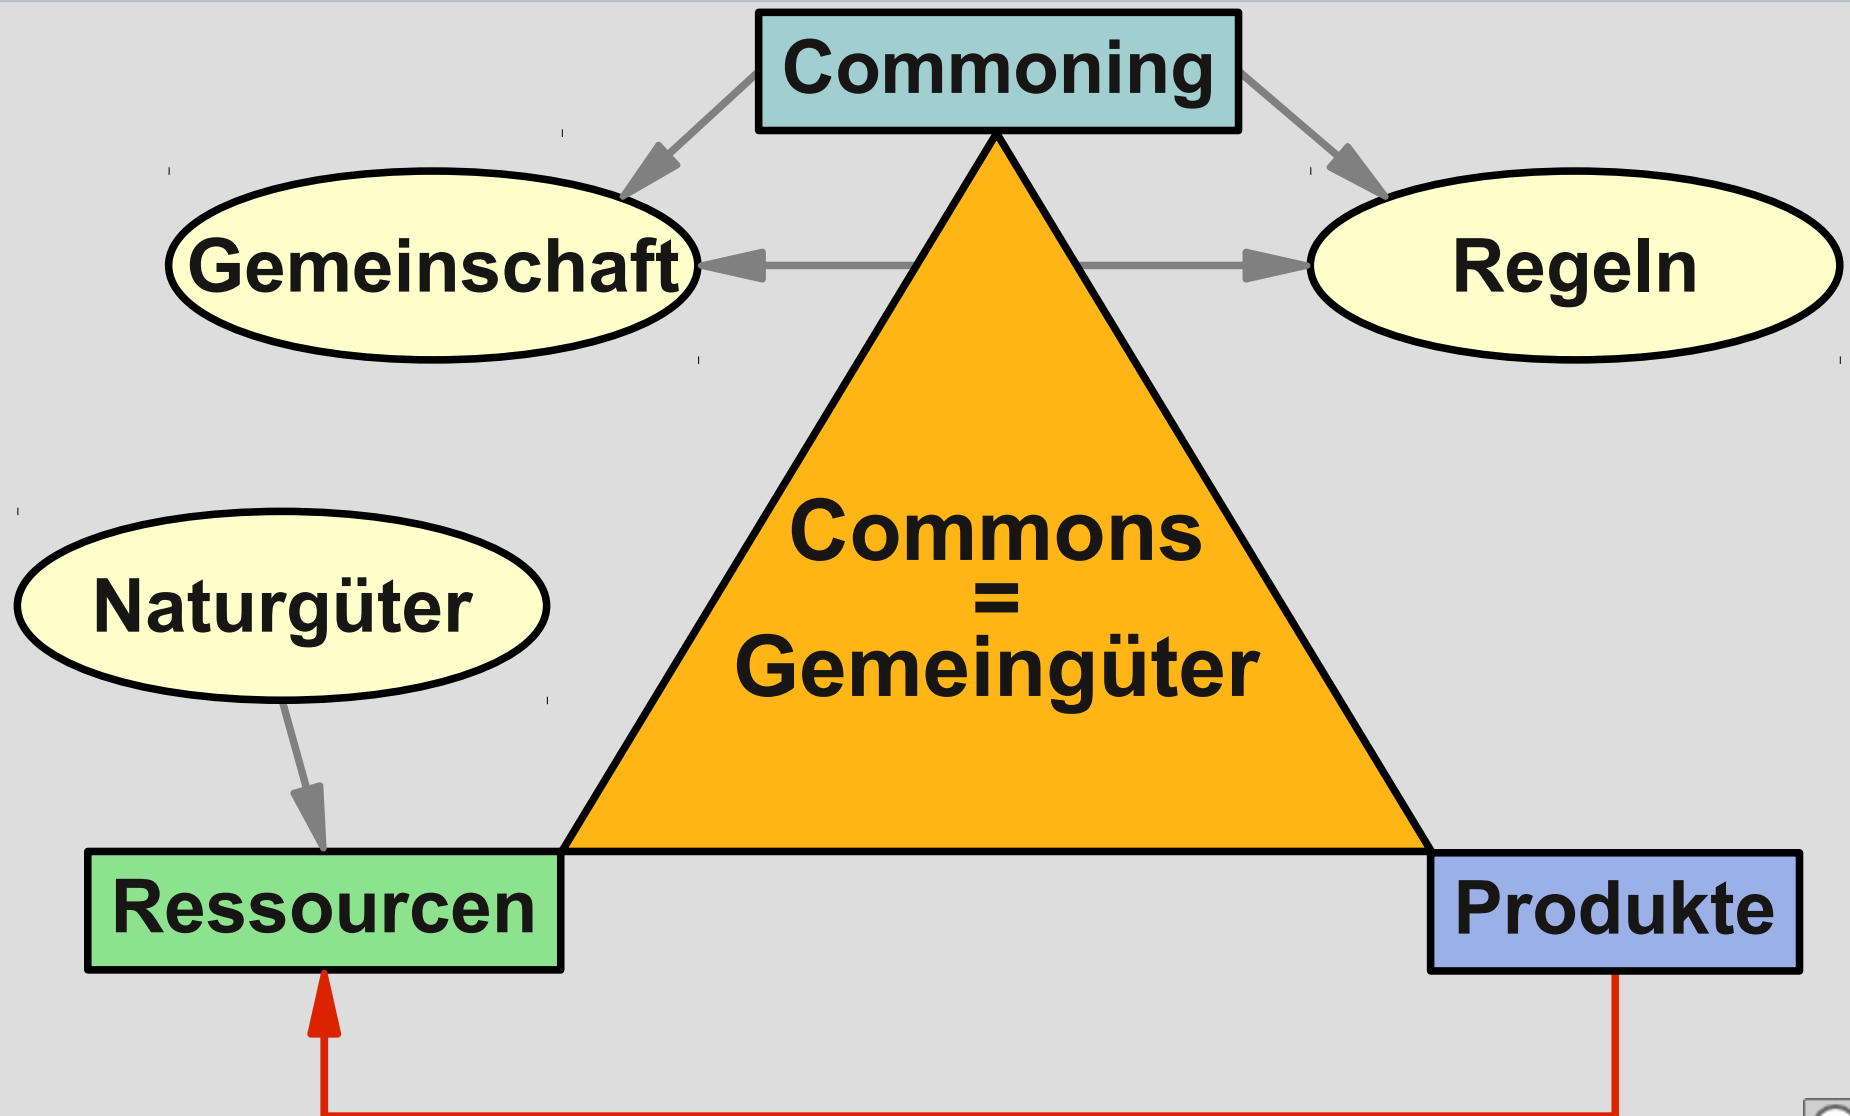 Commoning
Gemeinschaft
Regeln
Commons
=
Gemeingüter
Naturgüter
Ressourcen
Produkte